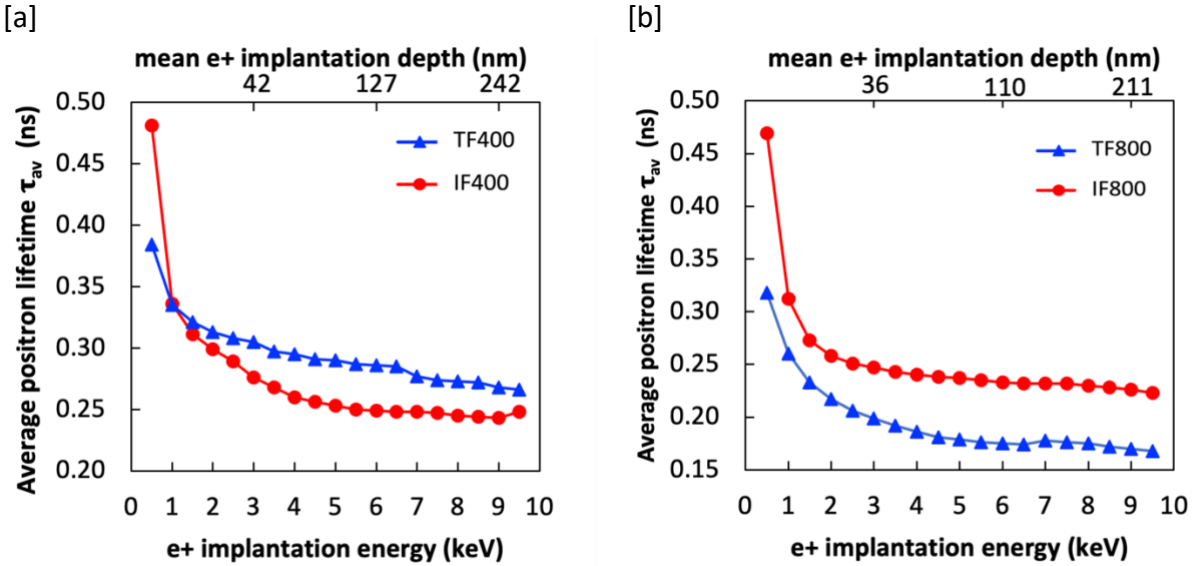 [a]
mean e+ implantation depth (nm)
42 127 242
0.50
0.45
0.40
0.35
0.30
0.25
0.20
Average positron lifetime τav (ns)
TF400
IF400
0 1 2 3 4 5 6 7 8 9 10
e+ implantation energy (keV)
[b]
mean e+ implantation depth (nm)
36 110 211
0.50
0.45
0.40
0.35
0.30
0.25
0.20
0.15
Average positron lifetime τav (ns)
TF800
IF800
0 1 2 3 4 5 6 7 8 9 10
e+ implantation energy (keV)